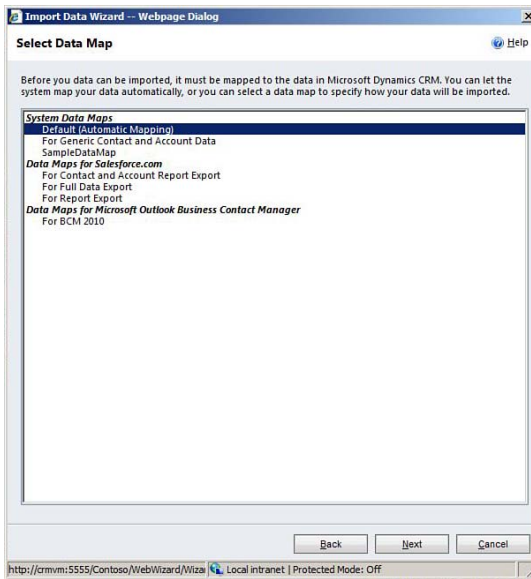 Import Data Wizard -- Webpage Dialog
Select Data Map
Help
Before you data can be imported, it must be mapped to the data in Microsoft Dynamics CRM. You can let the
system map your data automatically, or you can select a data map to specify how your data will be imported.
System Data Maps
Default (Automatic Mapping)
For Generic Contact and Account Data
SampleDataMap
Data Maps for Salesforce.com
For Contact and Account Report Export
For Full Data Export
For Report Export
Data Maps for Microsoft Outlook Business Contact Manager
For BCM 2010
Back
Next
Cancel
http://crmvm:5555/Contoso/WebWizard/Wiza
Local intranet | Protected Mode: Off